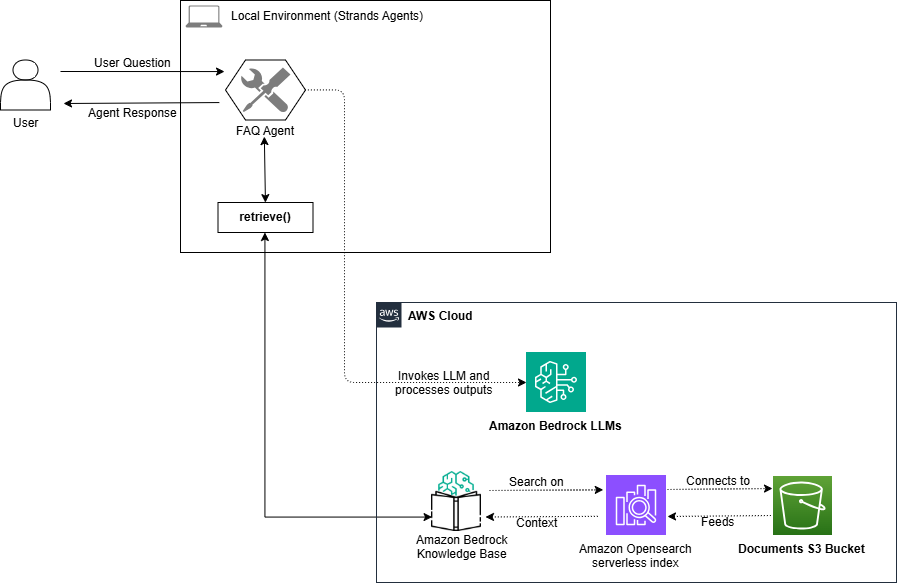 Local Environment (Strands Agents)
User Question
Agent Response
User
FAQ Agent
retrieve()
aws
AWS Cloud
Invokes LLM and
processes outputs
Amazon Bedrock LLMs
Search on
Connects to
Context
Feeds
Amazon Bedrock
Knowledge Base
Amazon Opensearch
serverless index
Documents S3 Bucket